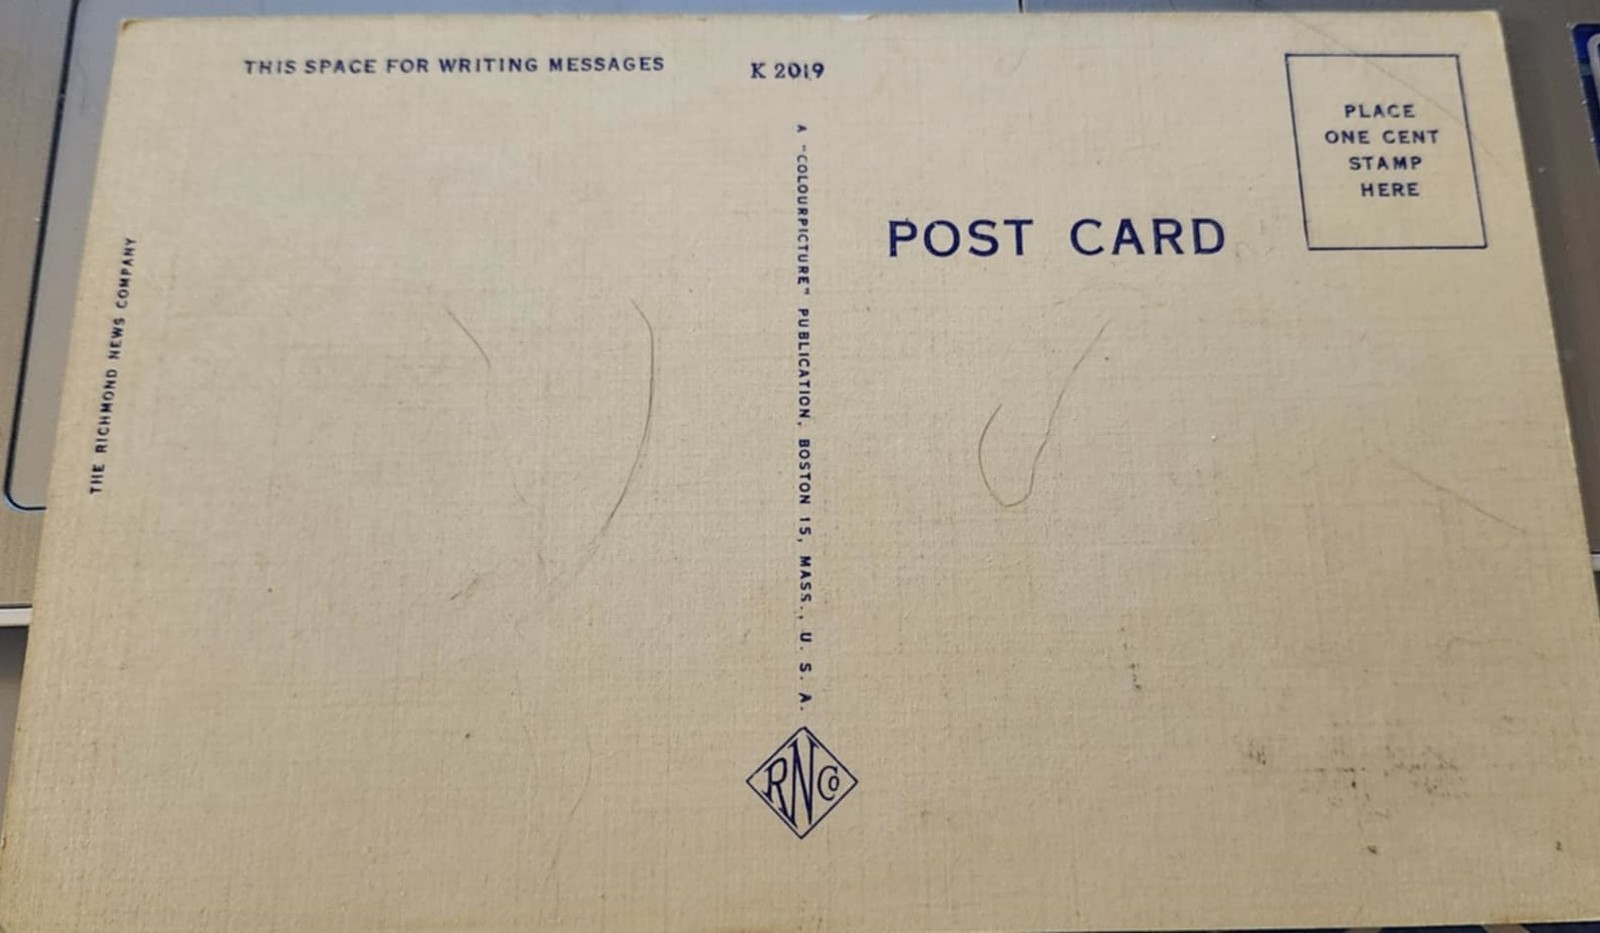 THIS SPACE FOR WRITING MESSAGES
K 2019
PLACE
ONE CENT
STAMP
HERE
POST CARD
THE RICHMOND NEWS COMPANY
A "COLOURPICTURE" PUBLICATION, BOSTON 15, MASS., U. S. A.
RNCo